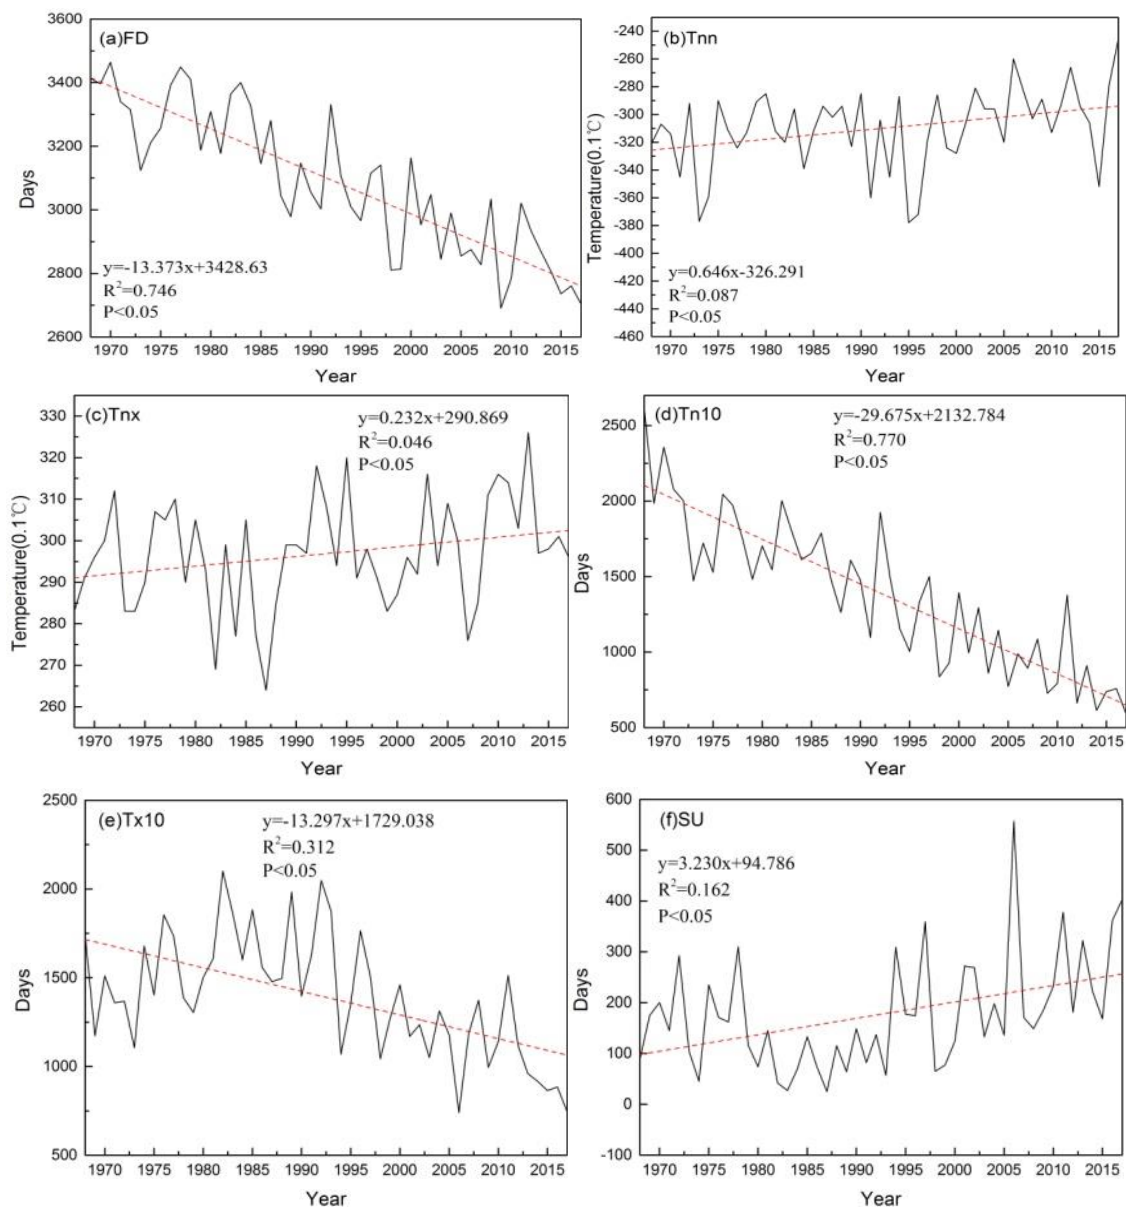 (a)FD
3600
3400
3200
3000
2800
2600
Days
y=-13.373x+3428.63
R²=0.746
P<0.05
1970 1975 1980 1985 1990 1995 2000 2005 2010 2015
Year
(b)Tnn
-260
-280
-300
-320
-340
-360
-380
-400
-420
-440
-460
Temperature(0.1℃)
y=0.646x-326.291
R²=0.087
P<0.05
1970 1975 1980 1985 1990 1995 2000 2005 2010 2015
Year
(c)Tnx
330
320
310
300
290
280
270
260
Temperature(0.1℃)
y=0.232x+290.869
R²=0.046
P<0.05
1970 1975 1980 1985 1990 1995 2000 2005 2010 2015
Year
(d)Tn10
2500
2000
1500
1000
500
Days
y=-29.675x+2132.784
R²=0.770
P<0.05
1970 1975 1980 1985 1990 1995 2000 2005 2010 2015
Year
(e)Tx10
2500
2000
1500
1000
500
Days
y=-13.297x+1729.038
R²=0.312
P<0.05
1970 1975 1980 1985 1990 1995 2000 2005 2010 2015
Year
(f)SU
600
500
400
300
200
100
0
-100
Days
y=3.230x+94.786
R²=0.162
P<0.05
1970 1975 1980 1985 1990 1995 2000 2005 2010 2015
Year